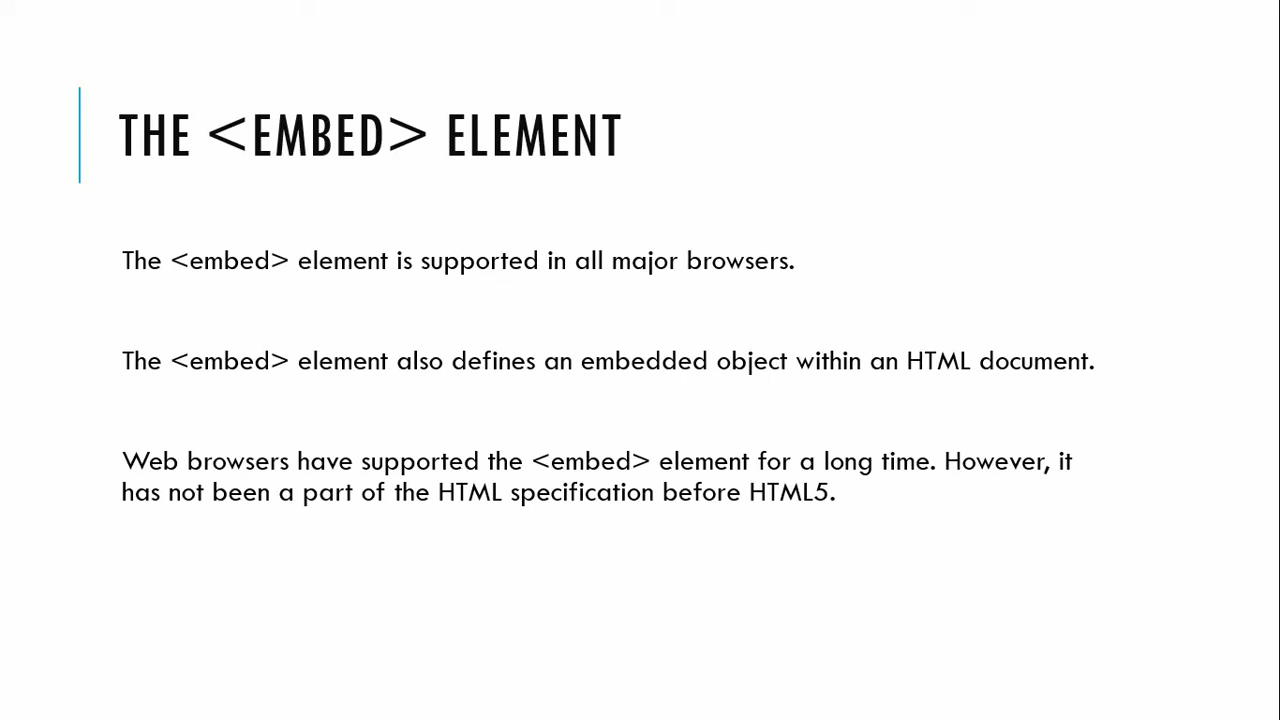 THE <EMBED> ELEMENT
The <embed> element is supported in all major browsers.
The <embed> element also defines an embedded object within an HTML document.
Web browsers have supported the <embed> element for a long time. However, it
has not been a part of the HTML specification before HTML5.